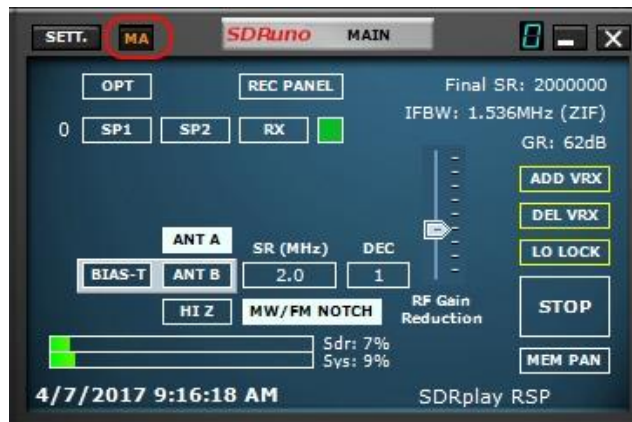 SETT. MA SDRuno MAIN 0
OPT REC PANEL Final SR: 2000000
IFBW: 1.536MHz (ZIF)
0 SP1 SP2 RX GR: 62dB
ADD VRX
DEL VRX
ANT A SR (MHz) DEC LO LOCK
BIAS-T ANT B 2.0 1
HI Z MW/FM NOTCH RF Gain Reduction STOP
Sdr: 7%
Sys: 9% MEM PAN
4/7/2017 9:16:18 AM SDRplay RSP